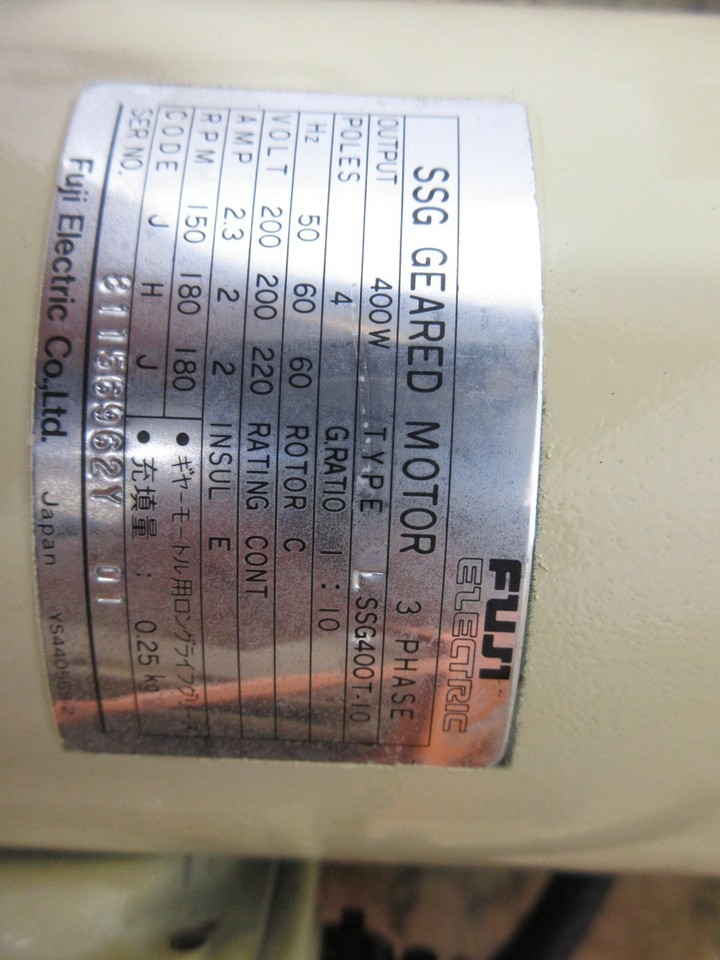 FUJI
ELECTRIC
SSG GEARED MOTOR 3 PHASE
OUTPUT 400W TYPE LSSG400T-10
POLES 4 G.RATIO 1 : 10
Hz 50 60 60 ROTOR C
VOLT 200 200 220 RATING CONT
AMP 2.3 2 2 INSUL E
RPM 150 180 180
CODE J H J
● ギヤーモートル用ロングライフグリース
● 充填量 : 0.25 kg
SER NO. 81156962Y 01
Fuji Electric Co.,Ltd. Japan